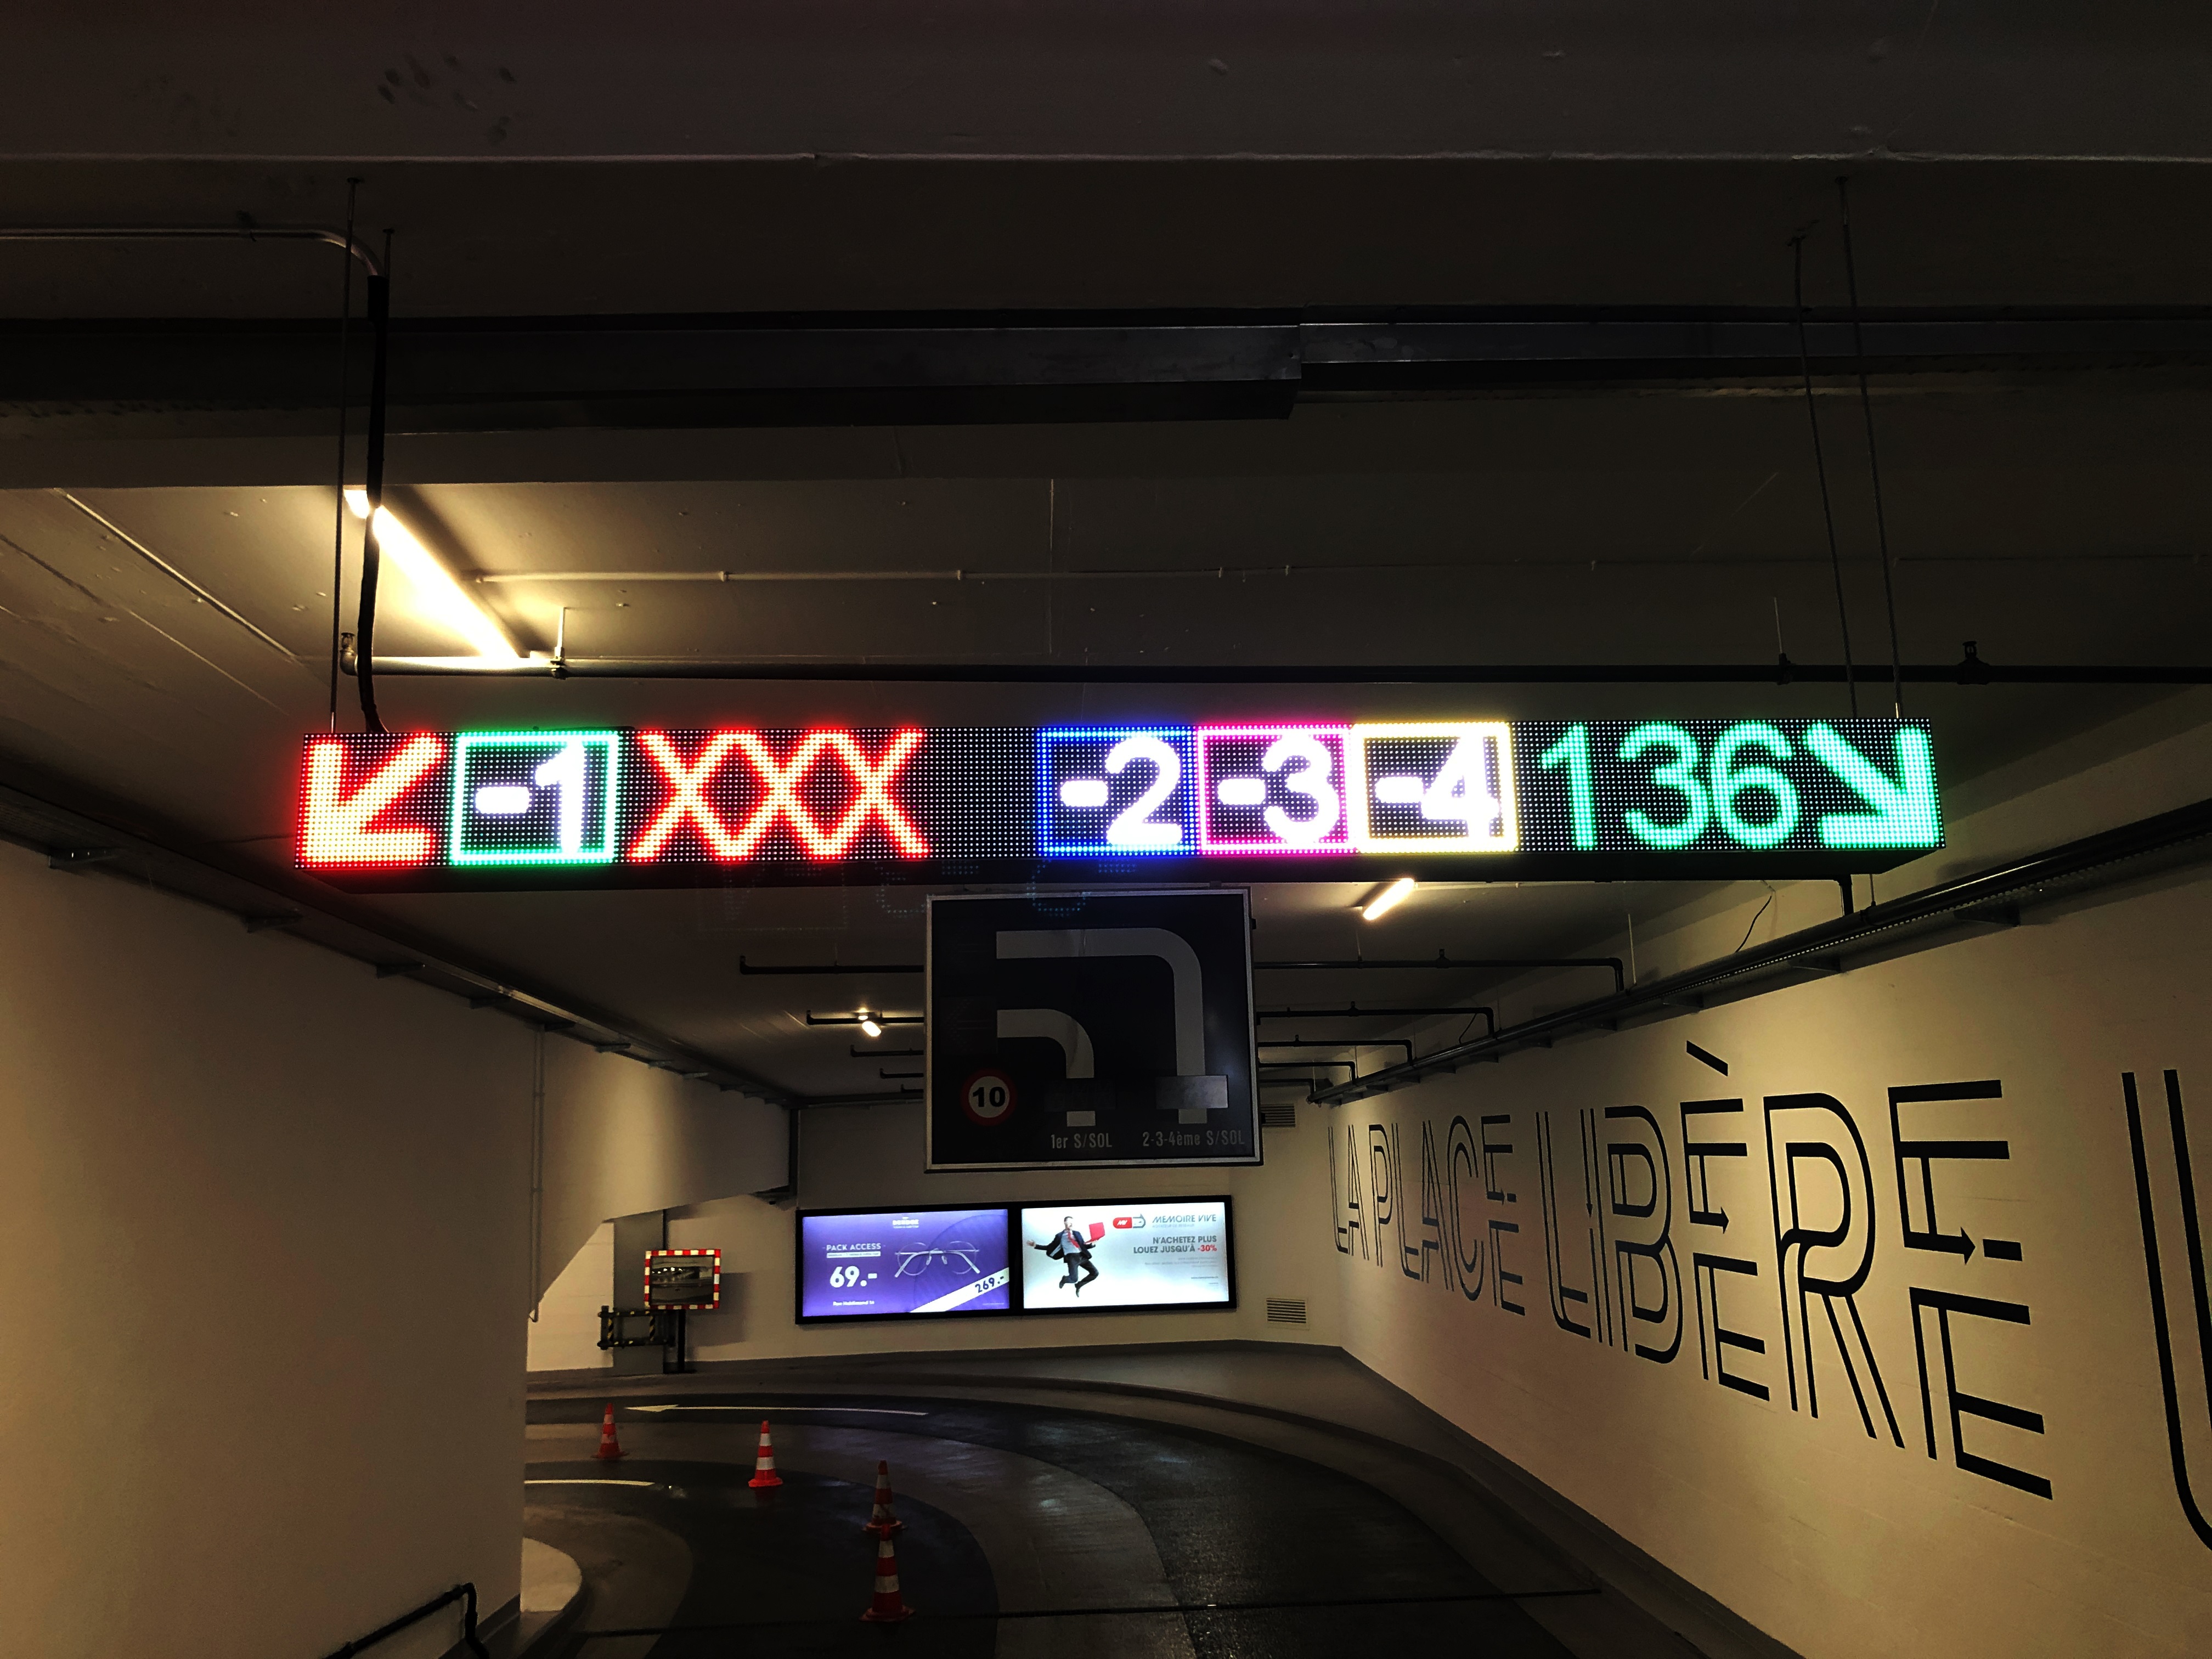 -1 XXX -2 -3 -4 136
10
1er S/SOL 2-3-4ème S/SOL
LA PLACE LIBÈRE
PACK ACCESS
69.-
269.-
MEMOIRE VIVE
N'ACHETEZ PLUS
LOUEZ JUSQU'À -30%